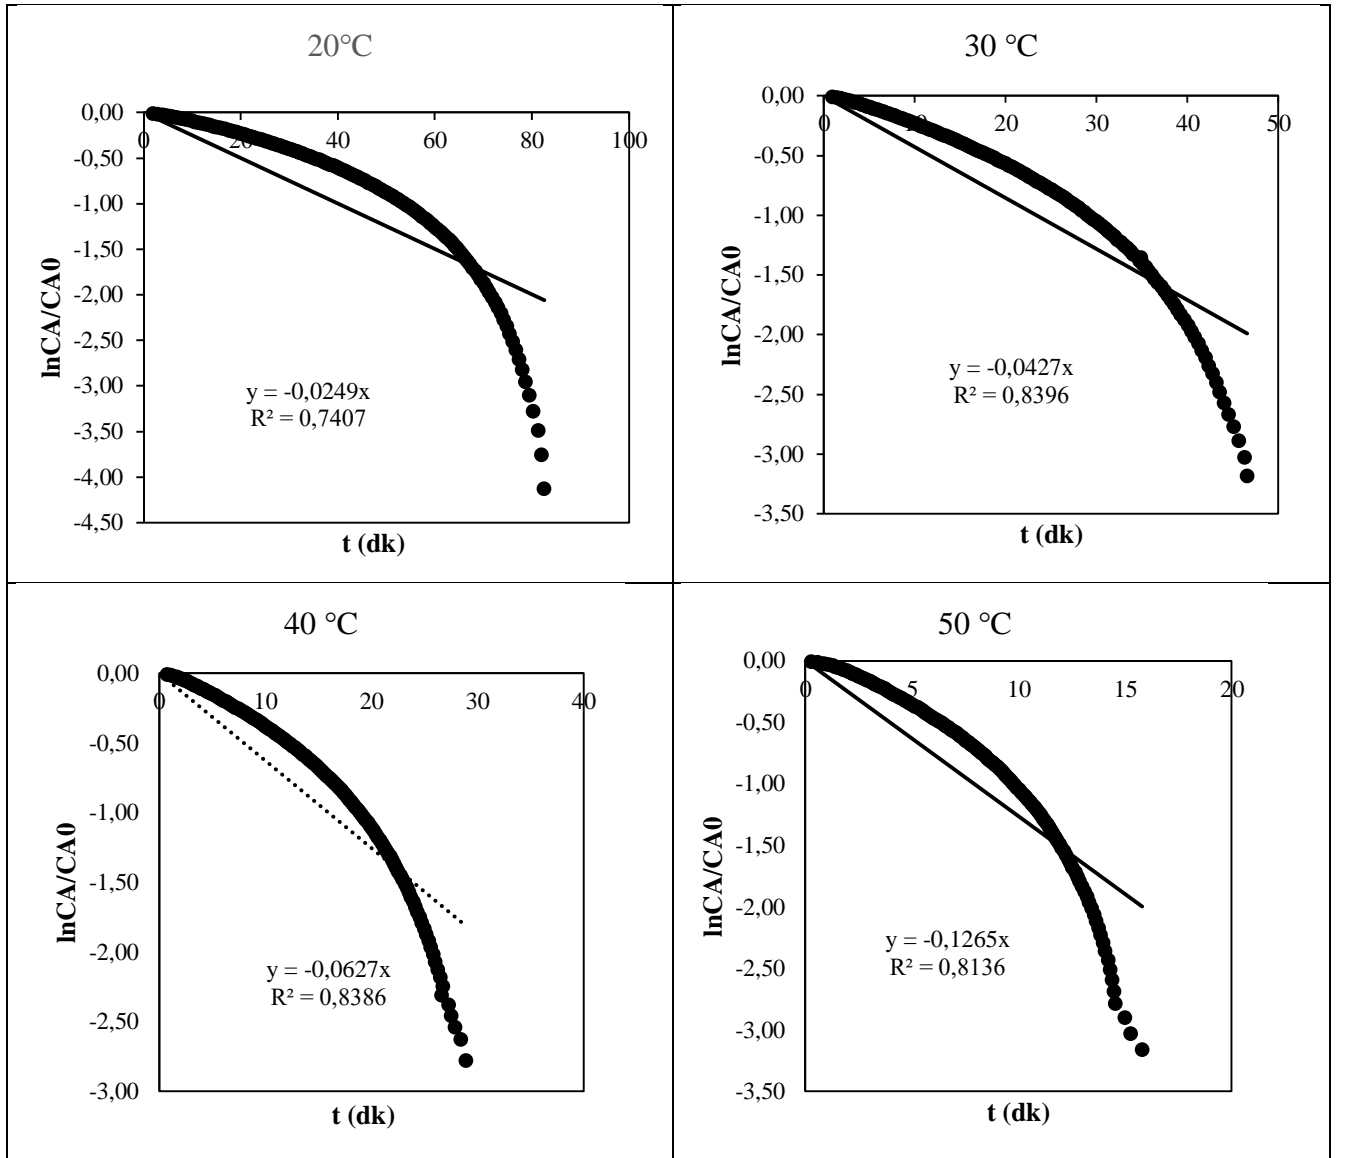 20°C
0,00
0
20
40
60
80
100
-0,50
-1,00
-1,50
-2,00
-2,50
-3,00
-3,50
-4,00
-4,50
lnCA/CA0
y = -0,0249x
R² = 0,7407
t (dk)
30 °C
0,00
0
10
20
30
40
50
-0,50
-1,00
-1,50
-2,00
-2,50
-3,00
-3,50
lnCA/CA0
y = -0,0427x
R² = 0,8396
t (dk)
40 °C
0,00
0
10
20
30
40
-0,50
-1,00
-1,50
-2,00
-2,50
-3,00
lnCA/CA0
y = -0,0627x
R² = 0,8386
t (dk)
50 °C
0,00
0
5
10
15
20
-0,50
-1,00
-1,50
-2,00
-2,50
-3,00
-3,50
lnCA/CA0
y = -0,1265x
R² = 0,8136
t (dk)